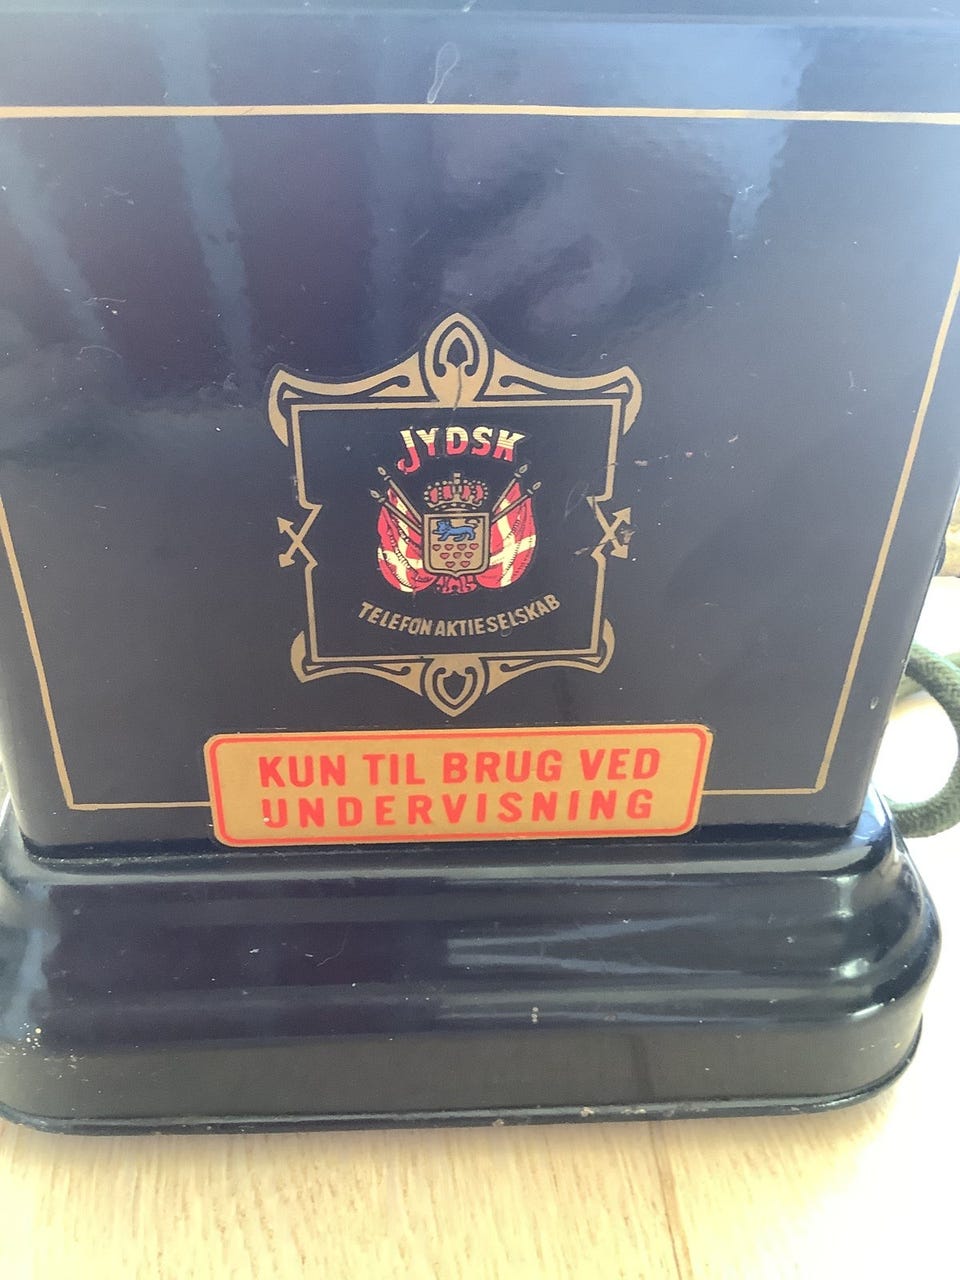 JYDSK
TELEFON AKTIESELSKAB
KUN TIL BRUG VED
UNDERVISNING